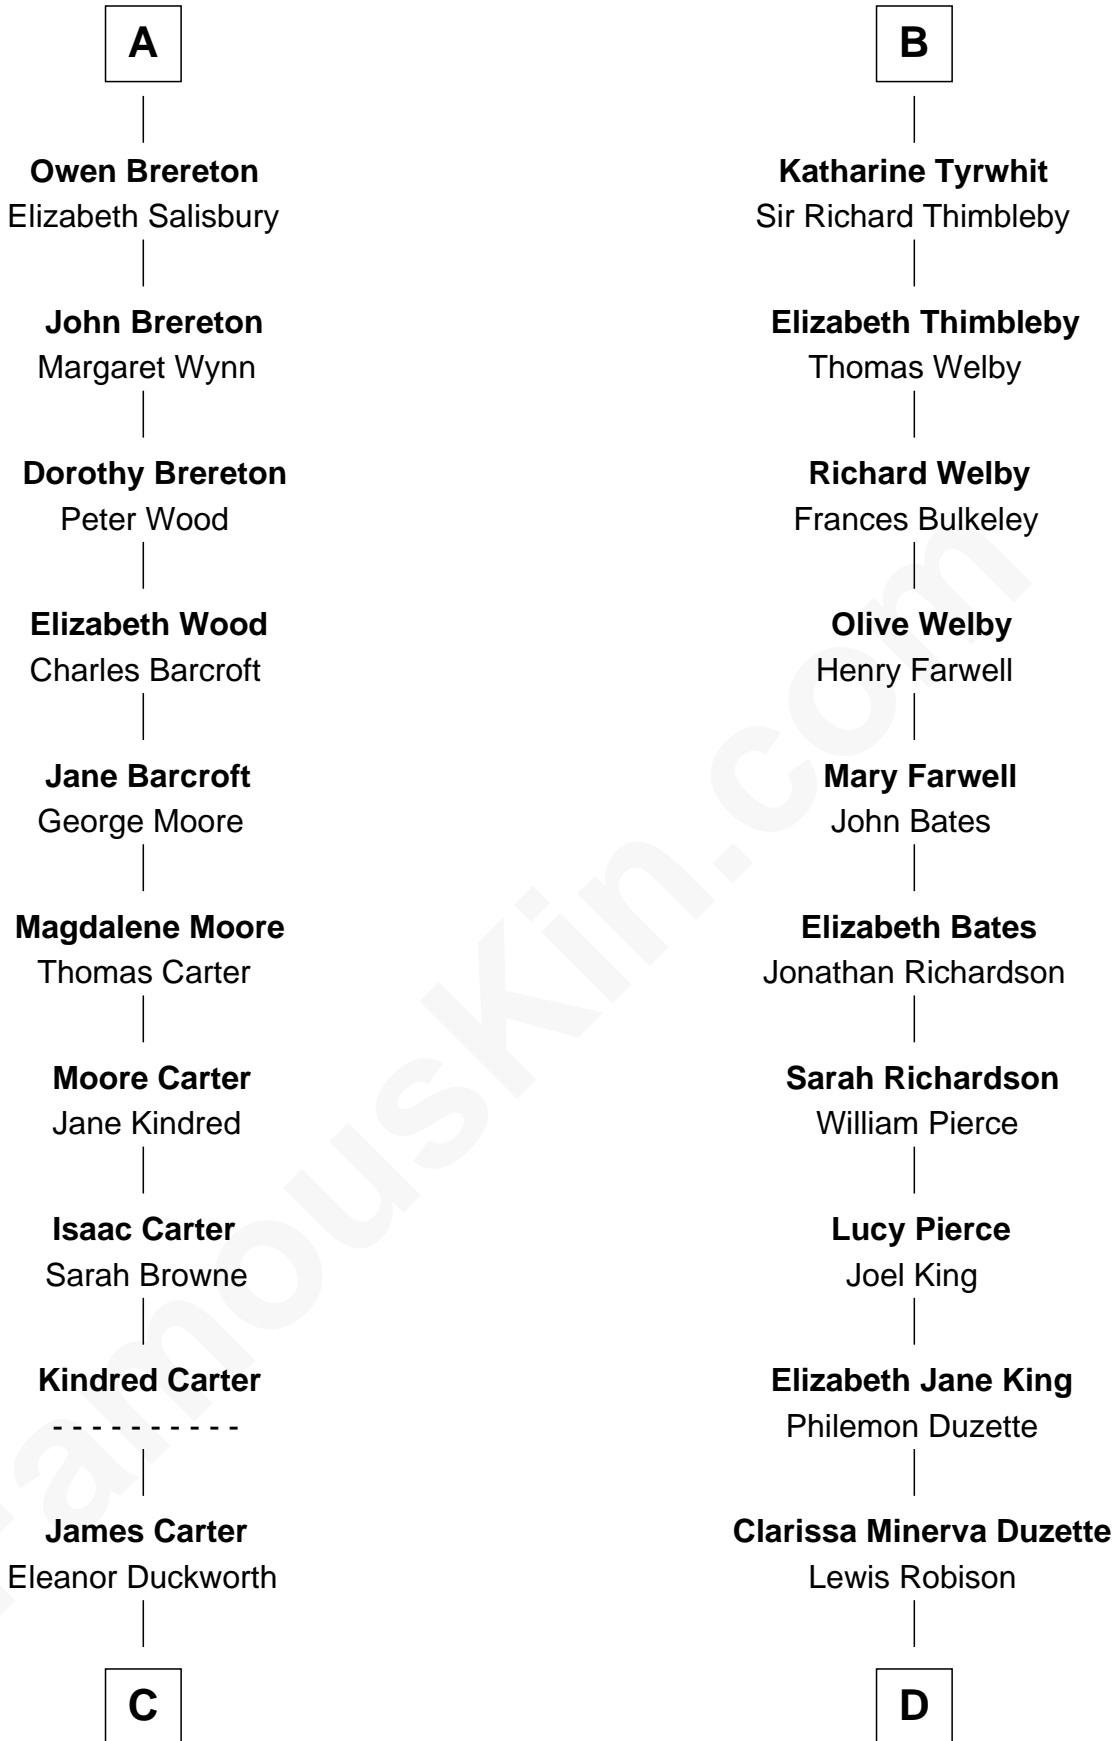 A
Owen Brereton
Elizabeth Salisbury
John Brereton
Margaret Wynn
Dorothy Brereton
Peter Wood
Elizabeth Wood
Charles Barcroft
Jane Barcroft
George Moore
Magdalene Moore
Thomas Carter
Moore Carter
Jane Kindred
Isaac Carter
Sarah Browne
Kindred Carter
- - - - - - - - - -
James Carter
Eleanor Duckworth
C
B
Katharine Tyrwhit
Sir Richard Thimbleby
Elizabeth Thimbleby
Thomas Welby
Richard Welby
Frances Bulkeley
Olive Welby
Henry Farwell
Mary Farwell
John Bates
Elizabeth Bates
Jonathan Richardson
Sarah Richardson
William Pierce
Lucy Pierce
Joel King
Elizabeth Jane King
Philemon Duzette
Clarissa Minerva Duzette
Lewis Robison
D
FamousKin.com